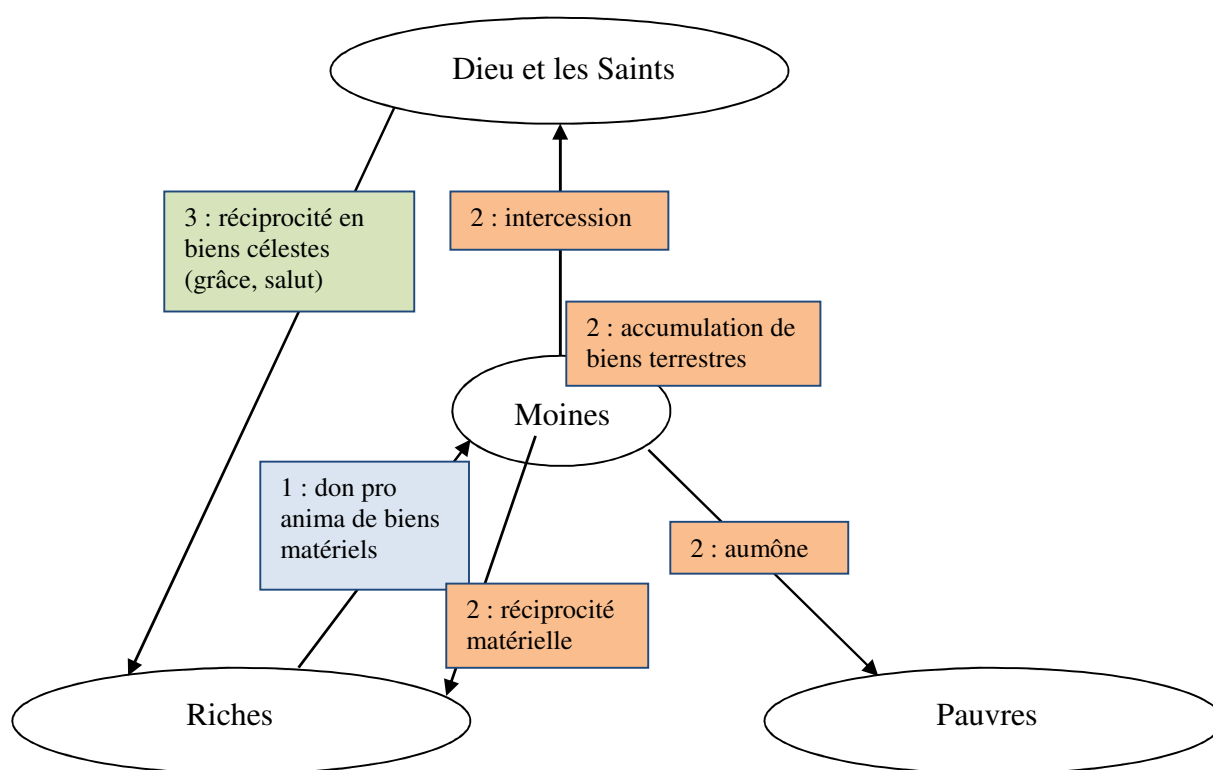 Dieu et les Saints
3 : réciprocité en
biens célestes
(grâce, salut)
2 : intercession
2 : accumulation de
biens terrestres
Moines
1 : don pro
anima de biens
matériels
2 : aumône
2 : réciprocité
matérielle
Riches
Pauvres